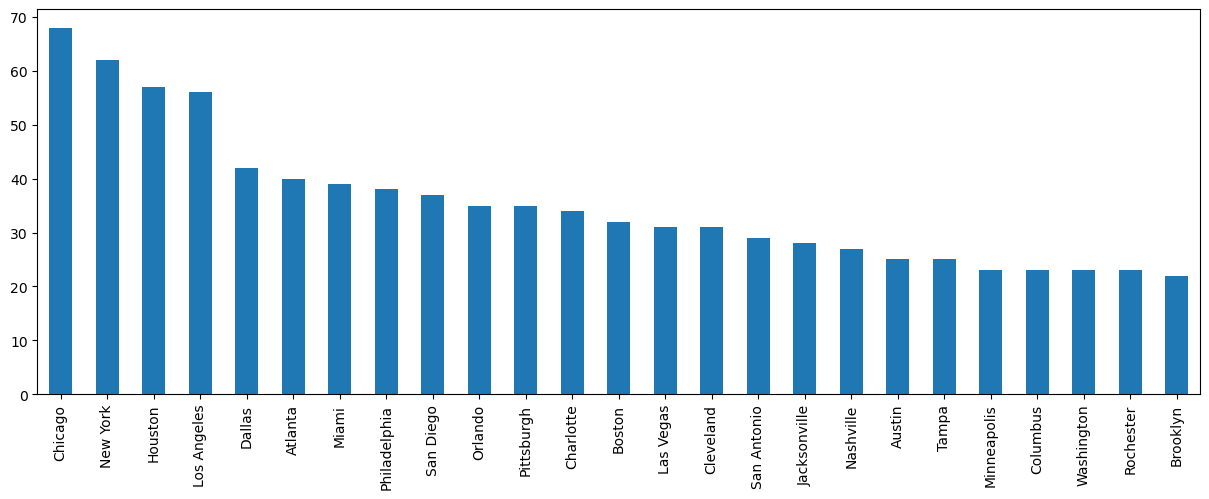 70
60
50
40
30
20
10
0
Chicago
New York
Houston
Los Angeles
Dallas
Atlanta
Miami
Philadelphia
San Diego
Orlando
Pittsburgh
Charlotte
Boston
Las Vegas
Cleveland
San Antonio
Jacksonville
Nashville
Austin
Tampa
Minneapolis
Columbus
Washington
Rochester
Brooklyn